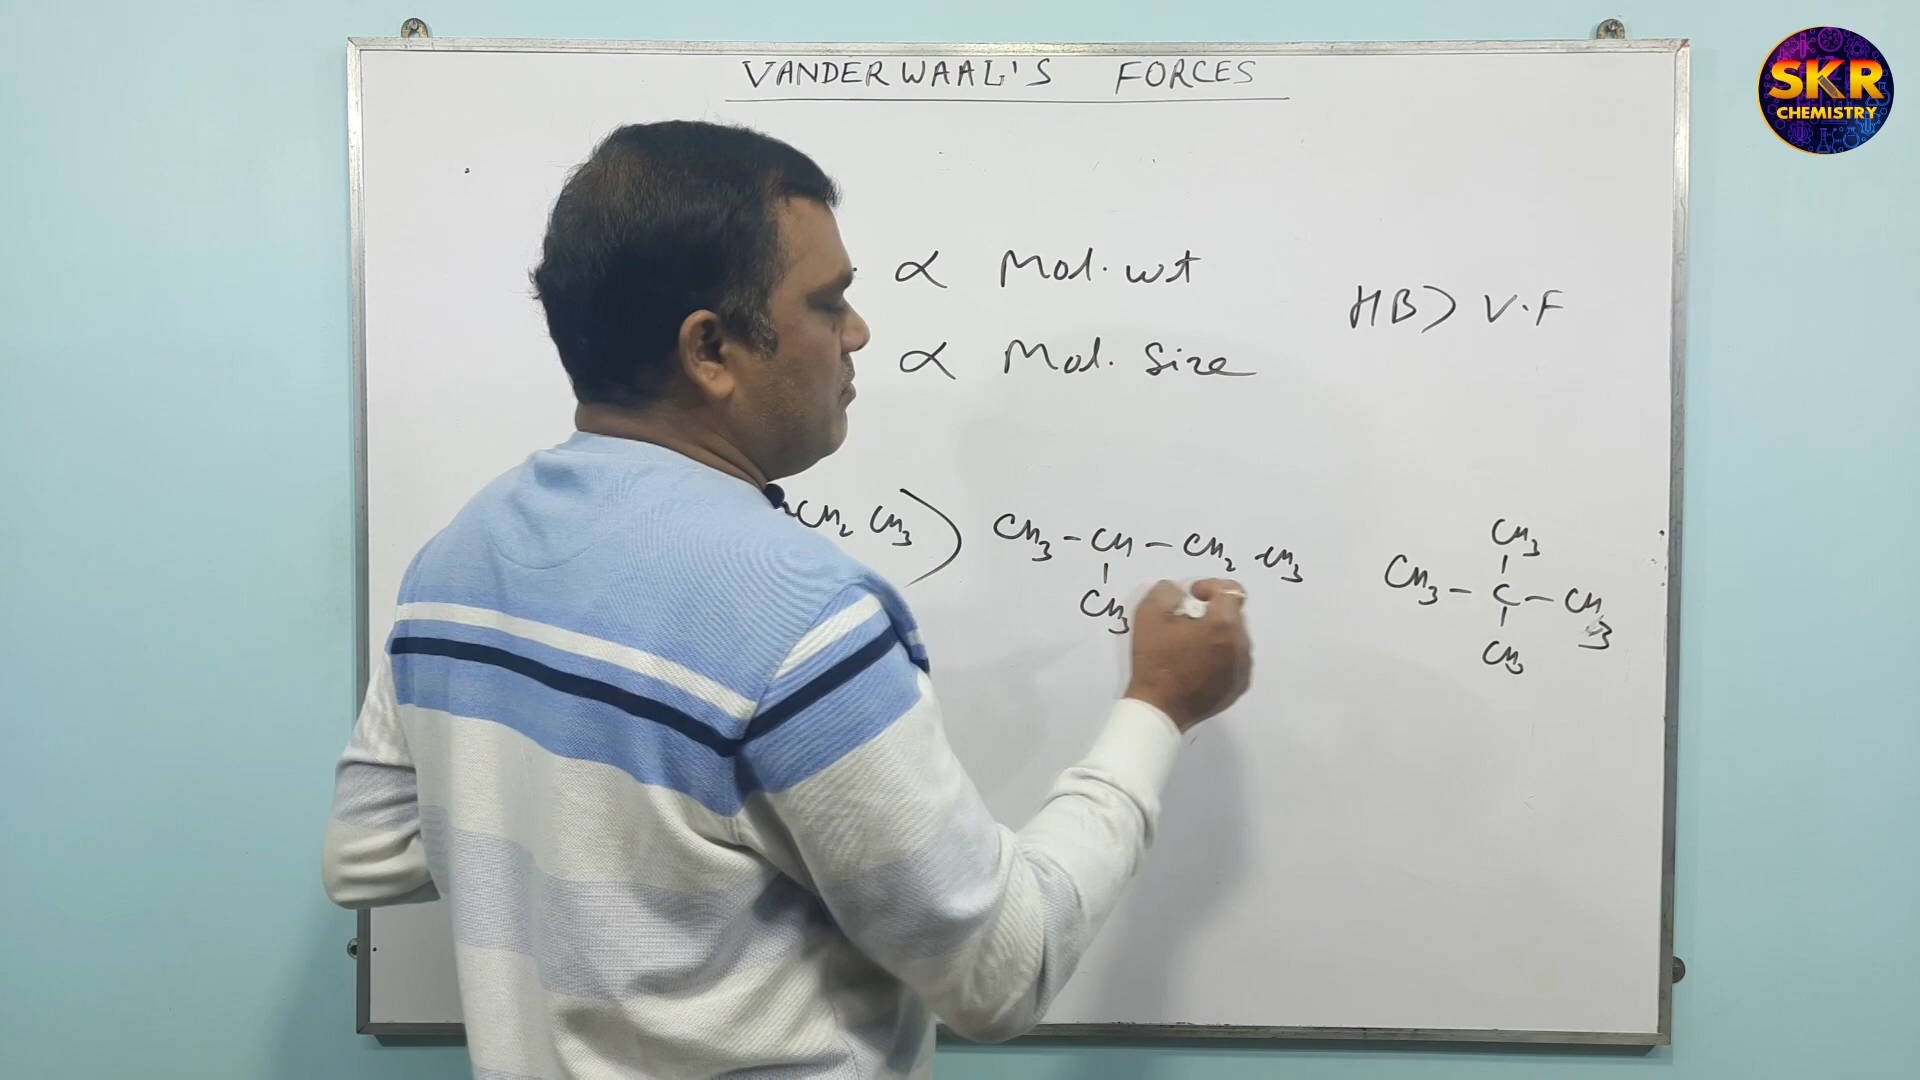 VANDERWAAL'S FORCES
SKR
CHEMISTRY
∝ Mol. wt
HB > V.F
∝ Mol. Size
CH2 CH3 > CH3 - CH - CH2 - CH3
CH3
CH3
CH3 - C - CH3
CH3